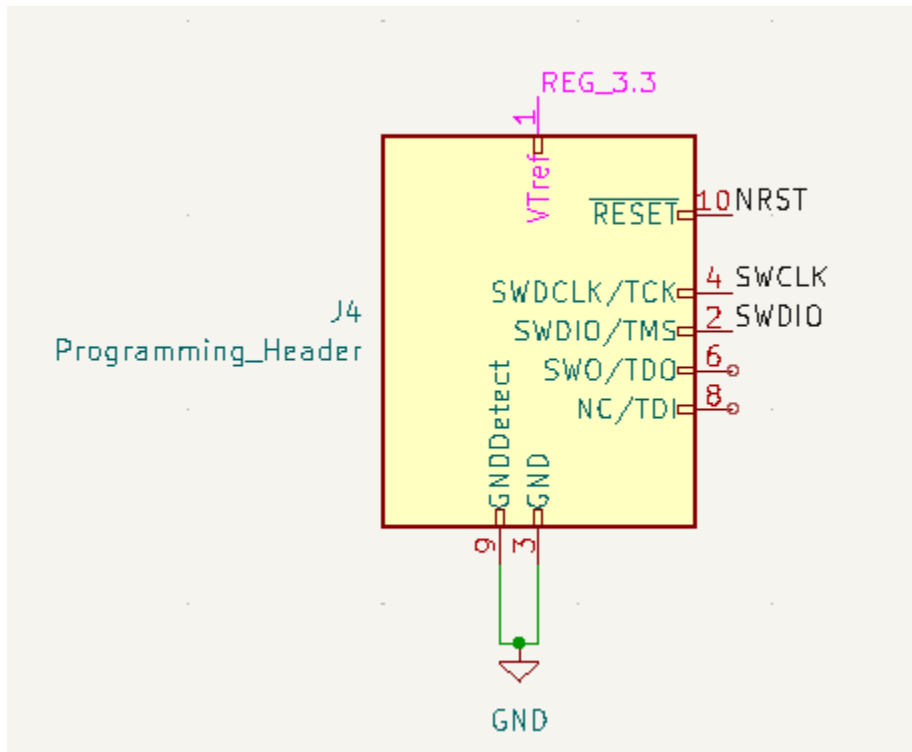 REG_3.3
1
VTref
RESET
10
NRST
SWDCLK/TCK
4
SWCLK
SWDIO/TMS
2
SWDIO
SWO/TDO
6
NC/TDI
8
J4
Programming_Header
GNDDetect
GND
9
3
GND